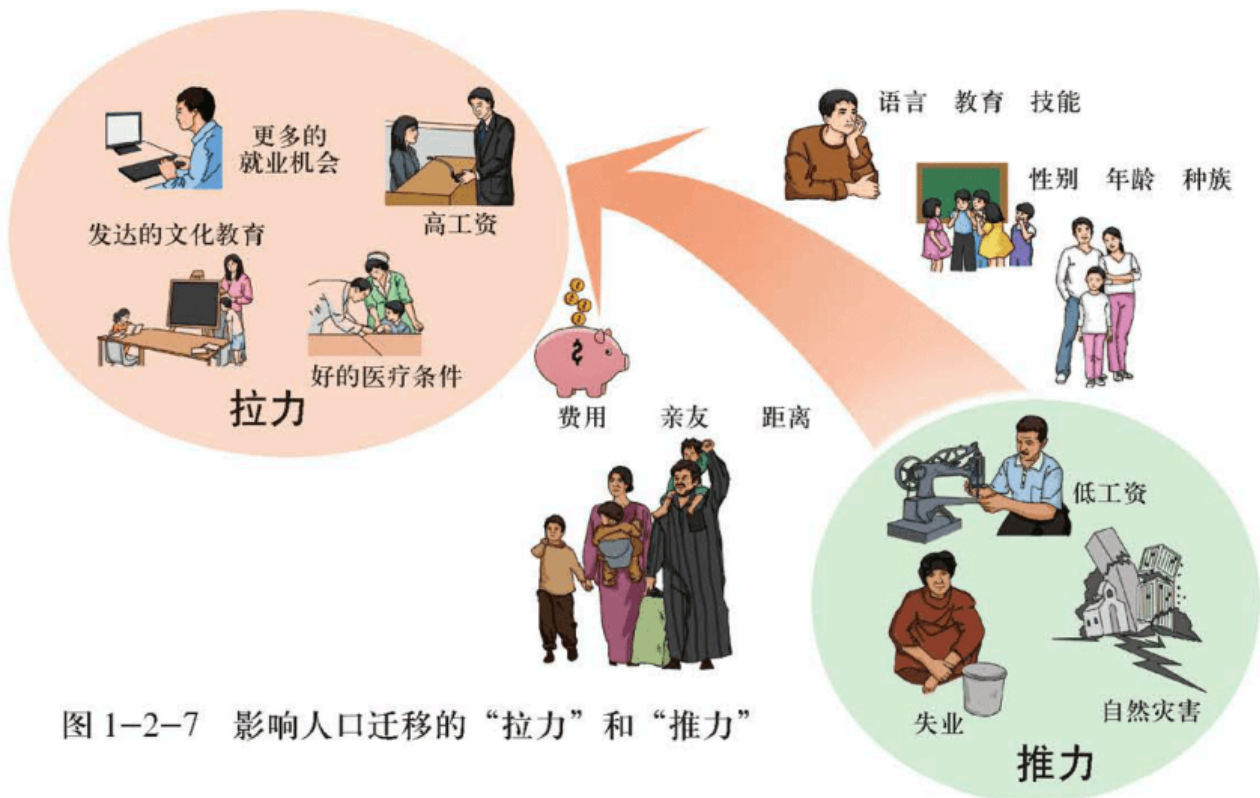 更多的
就业机会
高工资
发达的文化教育
好的医疗条件
拉力
语言 教育 技能
性别 年龄 种族
费用 亲友 距离
低工资
失业
自然灾害
推力
图 1-2-7 影响人口迁移的“拉力”和“推力”